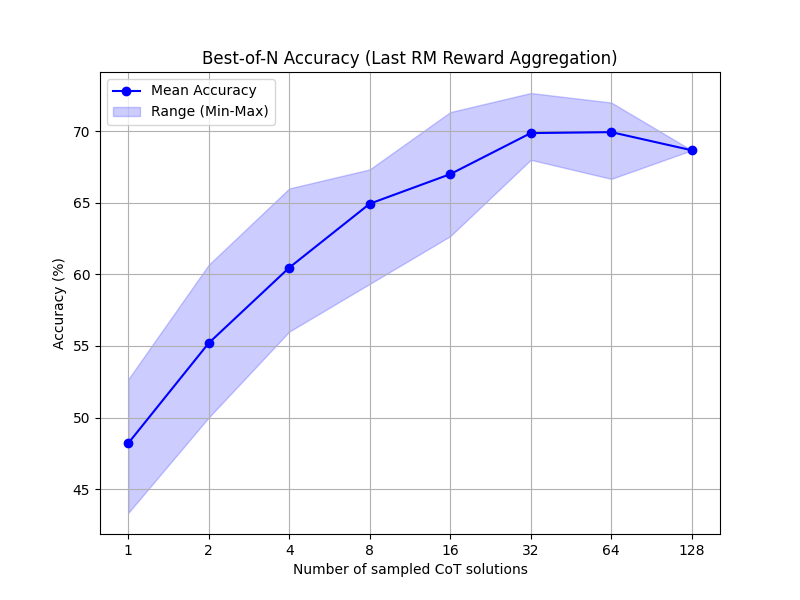 Best-of-N Accuracy (Last RM Reward Aggregation)
Mean Accuracy
Range (Min-Max)
Accuracy (%)
70
65
60
55
50
45
1 2 4 8 16 32 64 128
Number of sampled CoT solutions